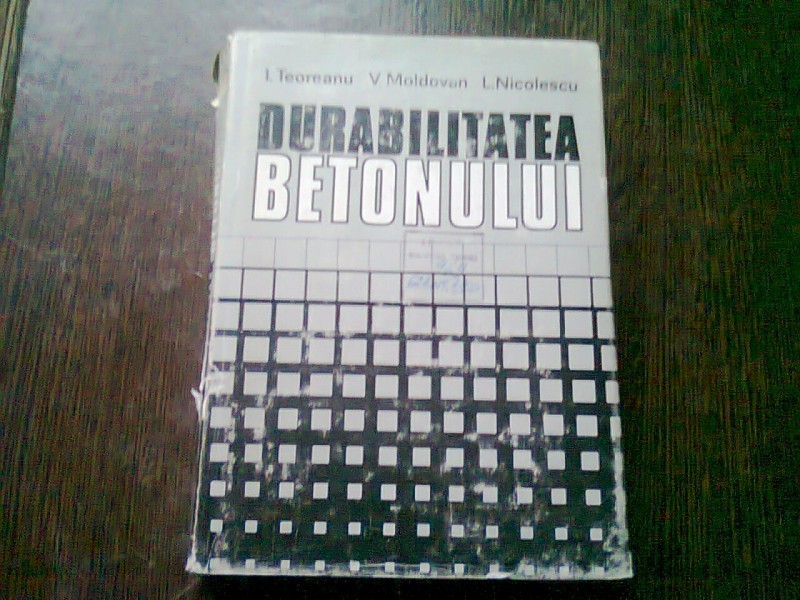 I. Teoreanu V. Moldovan L. Nicolescu
DURABILITATEA
BETONULUI